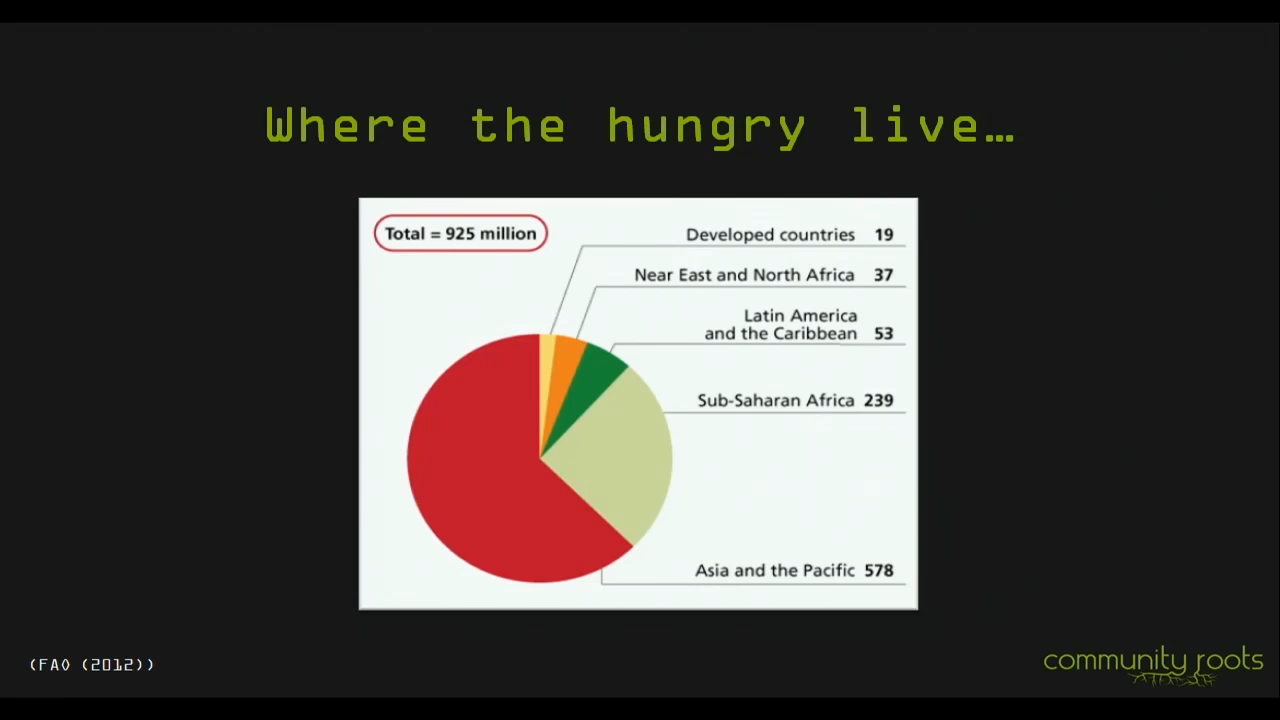 Where the hungry live…
Total = 925 million
Developed countries 19
Near East and North Africa 37
Latin America
and the Caribbean 53
Sub-Saharan Africa 239
Asia and the Pacific 578
(FAO (2012))
community roots